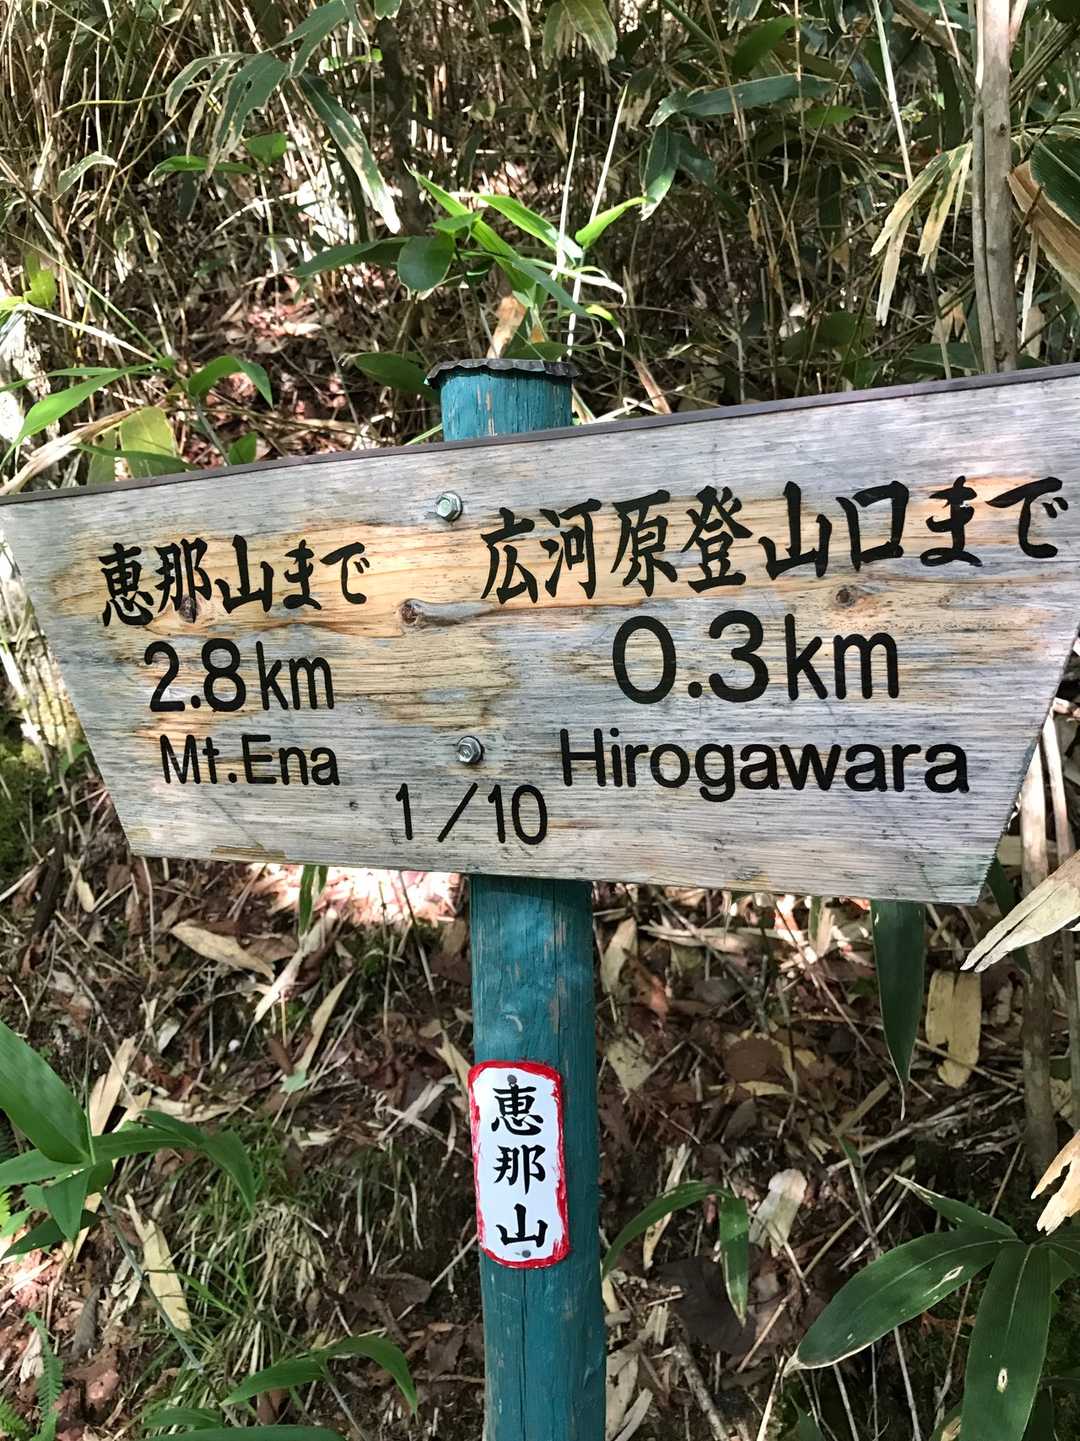 恵那山まで
2.8km
Mt.Ena
広河原登山口まで
0.3km
Hirogawara
1/10
恵那山